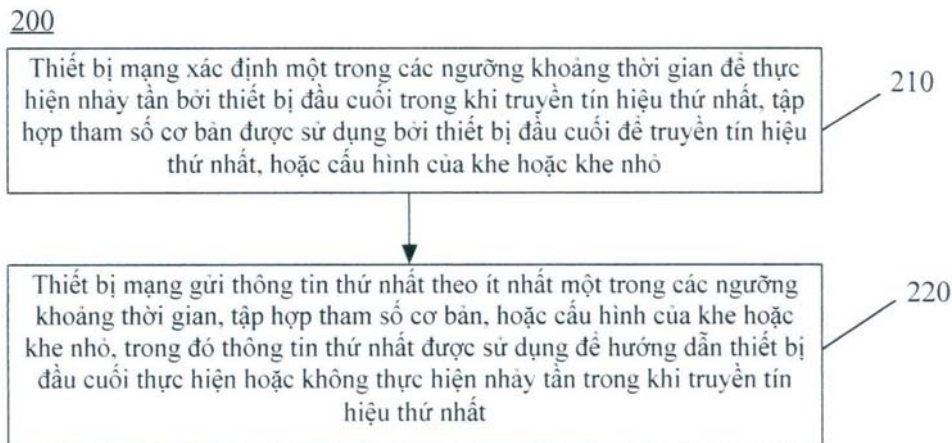 200
Thiết bị mạng xác định một trong các ngưỡng khoảng thời gian để thực
hiện nhảy tần bởi thiết bị đầu cuối trong khi truyền tín hiệu thứ nhất, tập
hợp tham số cơ bản được sử dụng bởi thiết bị đầu cuối để truyền tín hiệu
thứ nhất, hoặc cấu hình của khe hoặc khe nhỏ
210
Thiết bị mạng gửi thông tin thứ nhất theo ít nhất một trong các ngưỡng
khoảng thời gian, tập hợp tham số cơ bản, hoặc cấu hình của khe hoặc
khe nhỏ, trong đó thông tin thứ nhất được sử dụng để hướng dẫn thiết bị
đầu cuối thực hiện hoặc không thực hiện nhảy tần trong khi truyền tín
hiệu thứ nhất
220